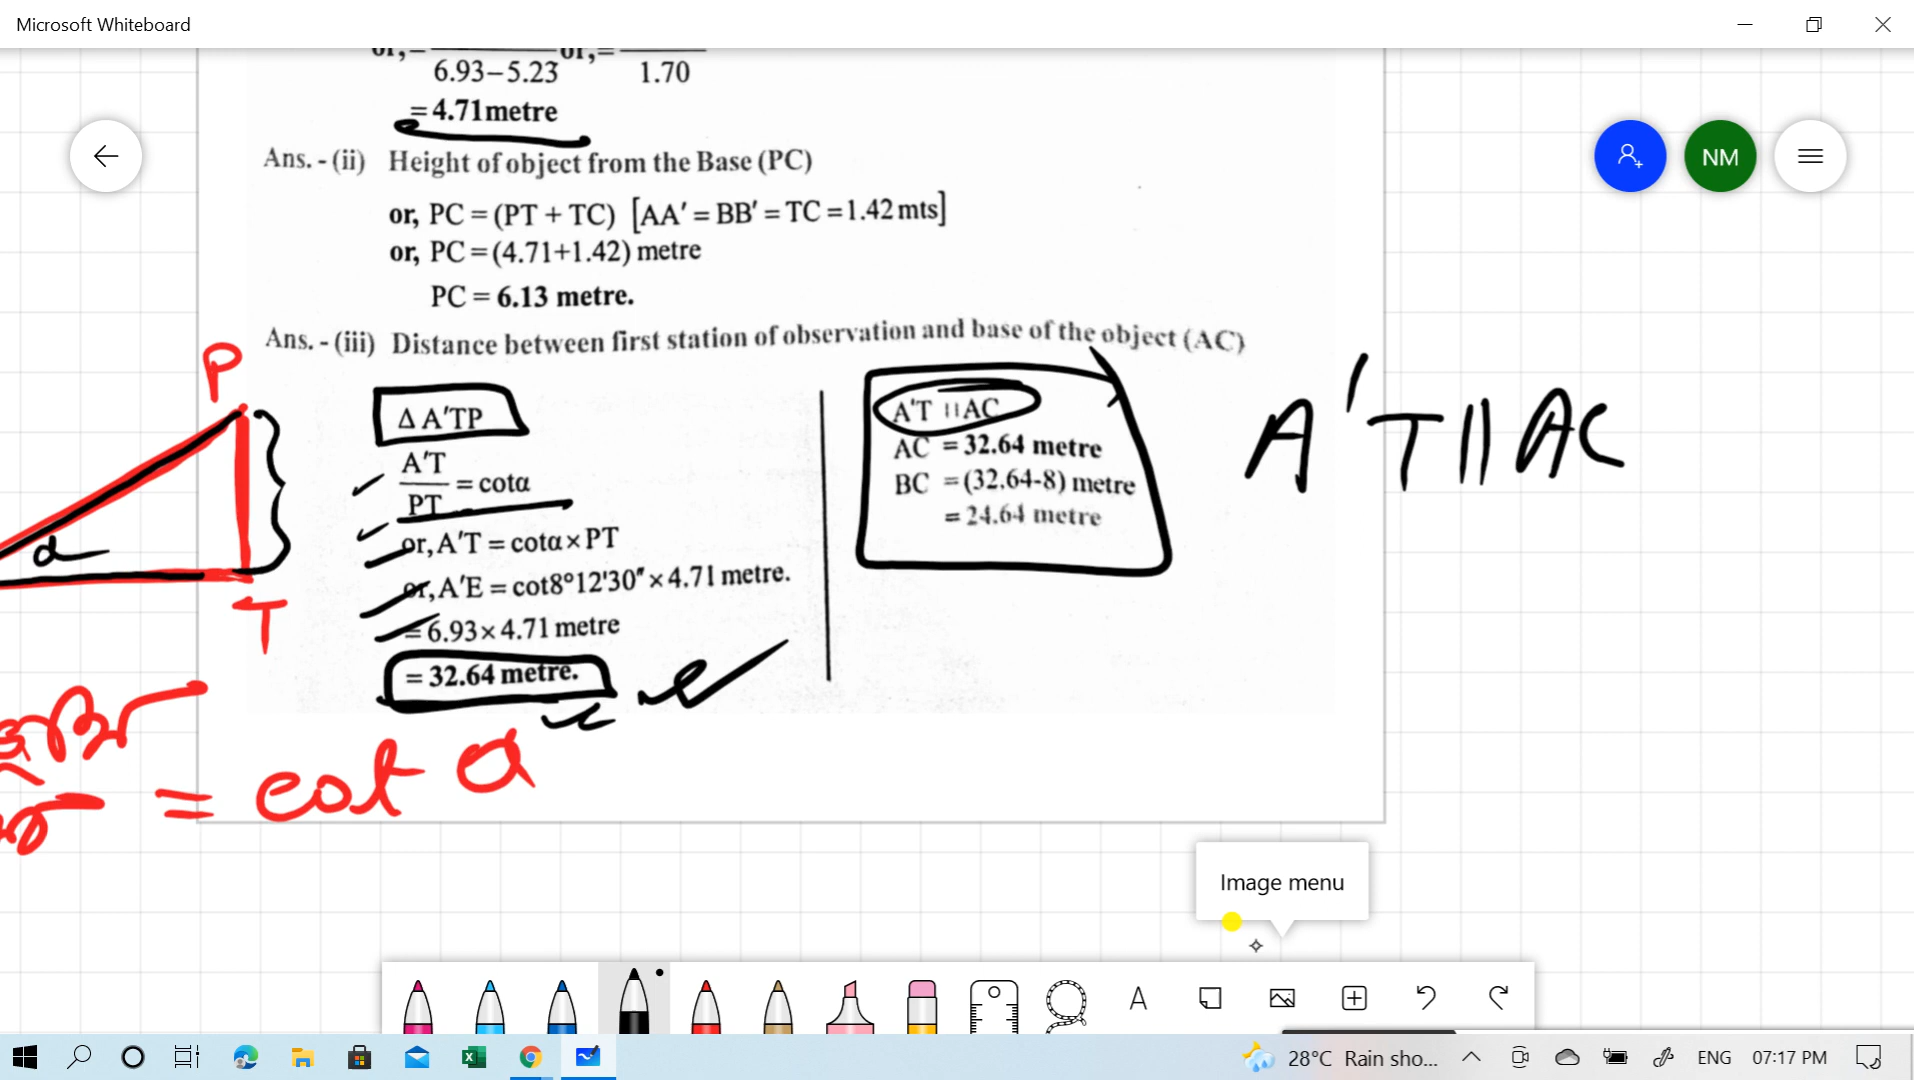 Microsoft Whiteboard
6.93–5.23
1.70
= 4.71metre
Ans. - (ii) Height of object from the Base (PC)
or, PC = (PT + TC) [AA′ = BB′ = TC = 1.42 mts]
or, PC = (4.71+1.42) metre
PC = 6.13 metre.
Ans. - (iii) Distance between first station of observation and base of the object (AC)
Δ A′TP
A′T
PT
= cotα
or, A′T = cotα × PT
or, A′E = cot8°12′30″ × 4.71 metre.
= 6.93 × 4.71 metre
= 32.64 metre.
A′T || AC
AC = 32.64 metre
BC = (32.64-8) metre
= 24.64 metre
A′T || AC
P
α
T
= cot α
NM
Image menu
28°C Rain sho...
ENG
07:17 PM